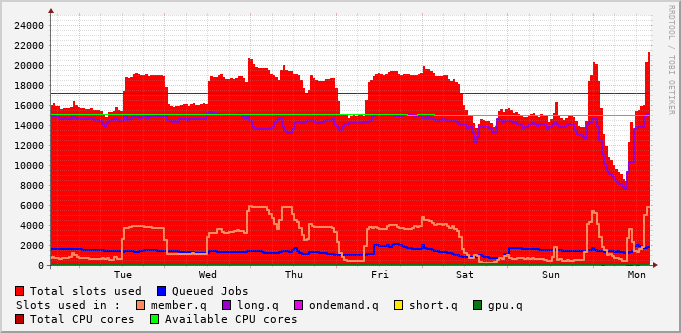 RRDTOOL / TOBI OETIKER
24000
22000
20000
18000
16000
14000
12000
10000
8000
6000
4000
2000
0
Tue Wed Thu Fri Sat Sun Mon
Total slots used Queued Jobs
Slots used in : member.q long.q ondemand.q short.q gpu.q
Total CPU cores Available CPU cores